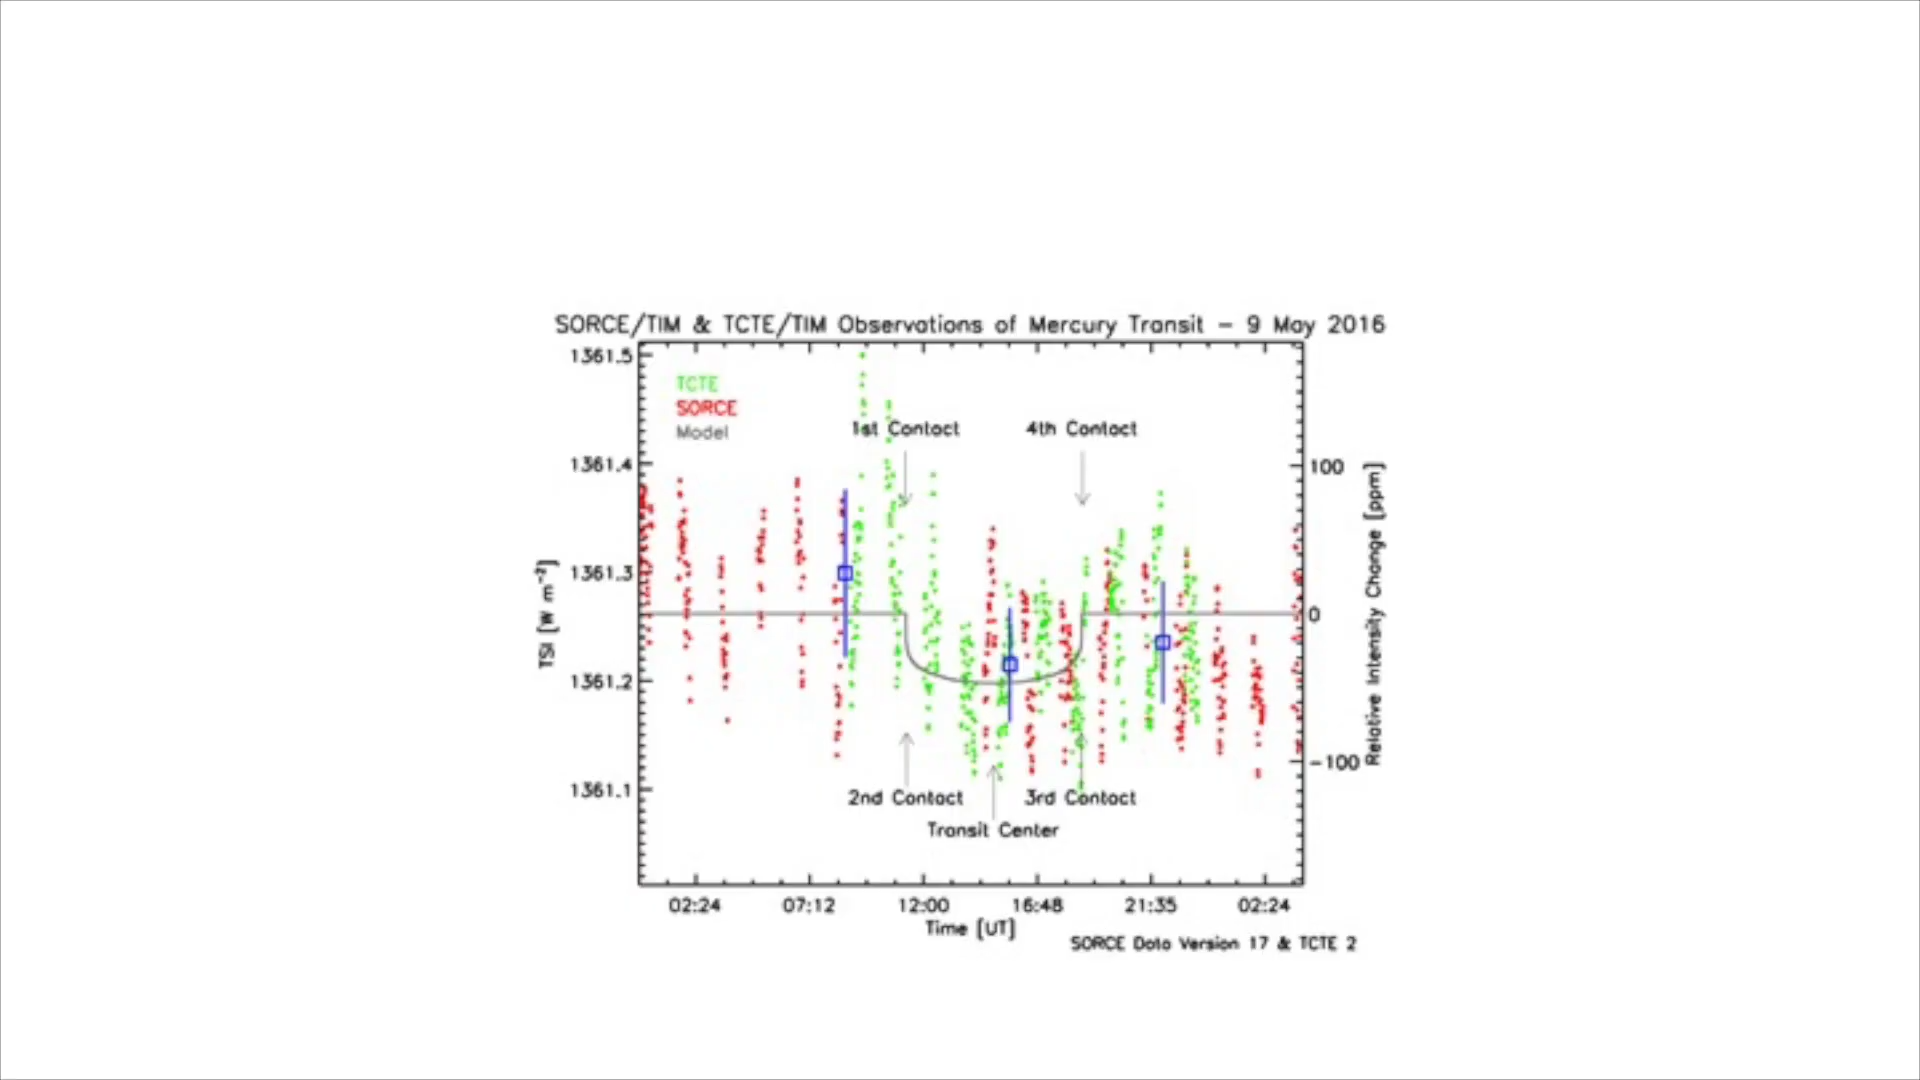 SORCE/TIM & TCTE/TIM Observations of Mercury Transit – 9 May 2016
1361.5
TCTE
SORCE
Model
1st Contact
4th Contact
1361.4
100
1361.3
0
1361.2
-100
1361.1
TSI [W m⁻²]
Relative Intensity Change [ppm]
2nd Contact
3rd Contact
Transit Center
02:24
07:12
12:00
16:48
21:35
02:24
Time [UT]
SORCE Data Version 17 & TCTE 2